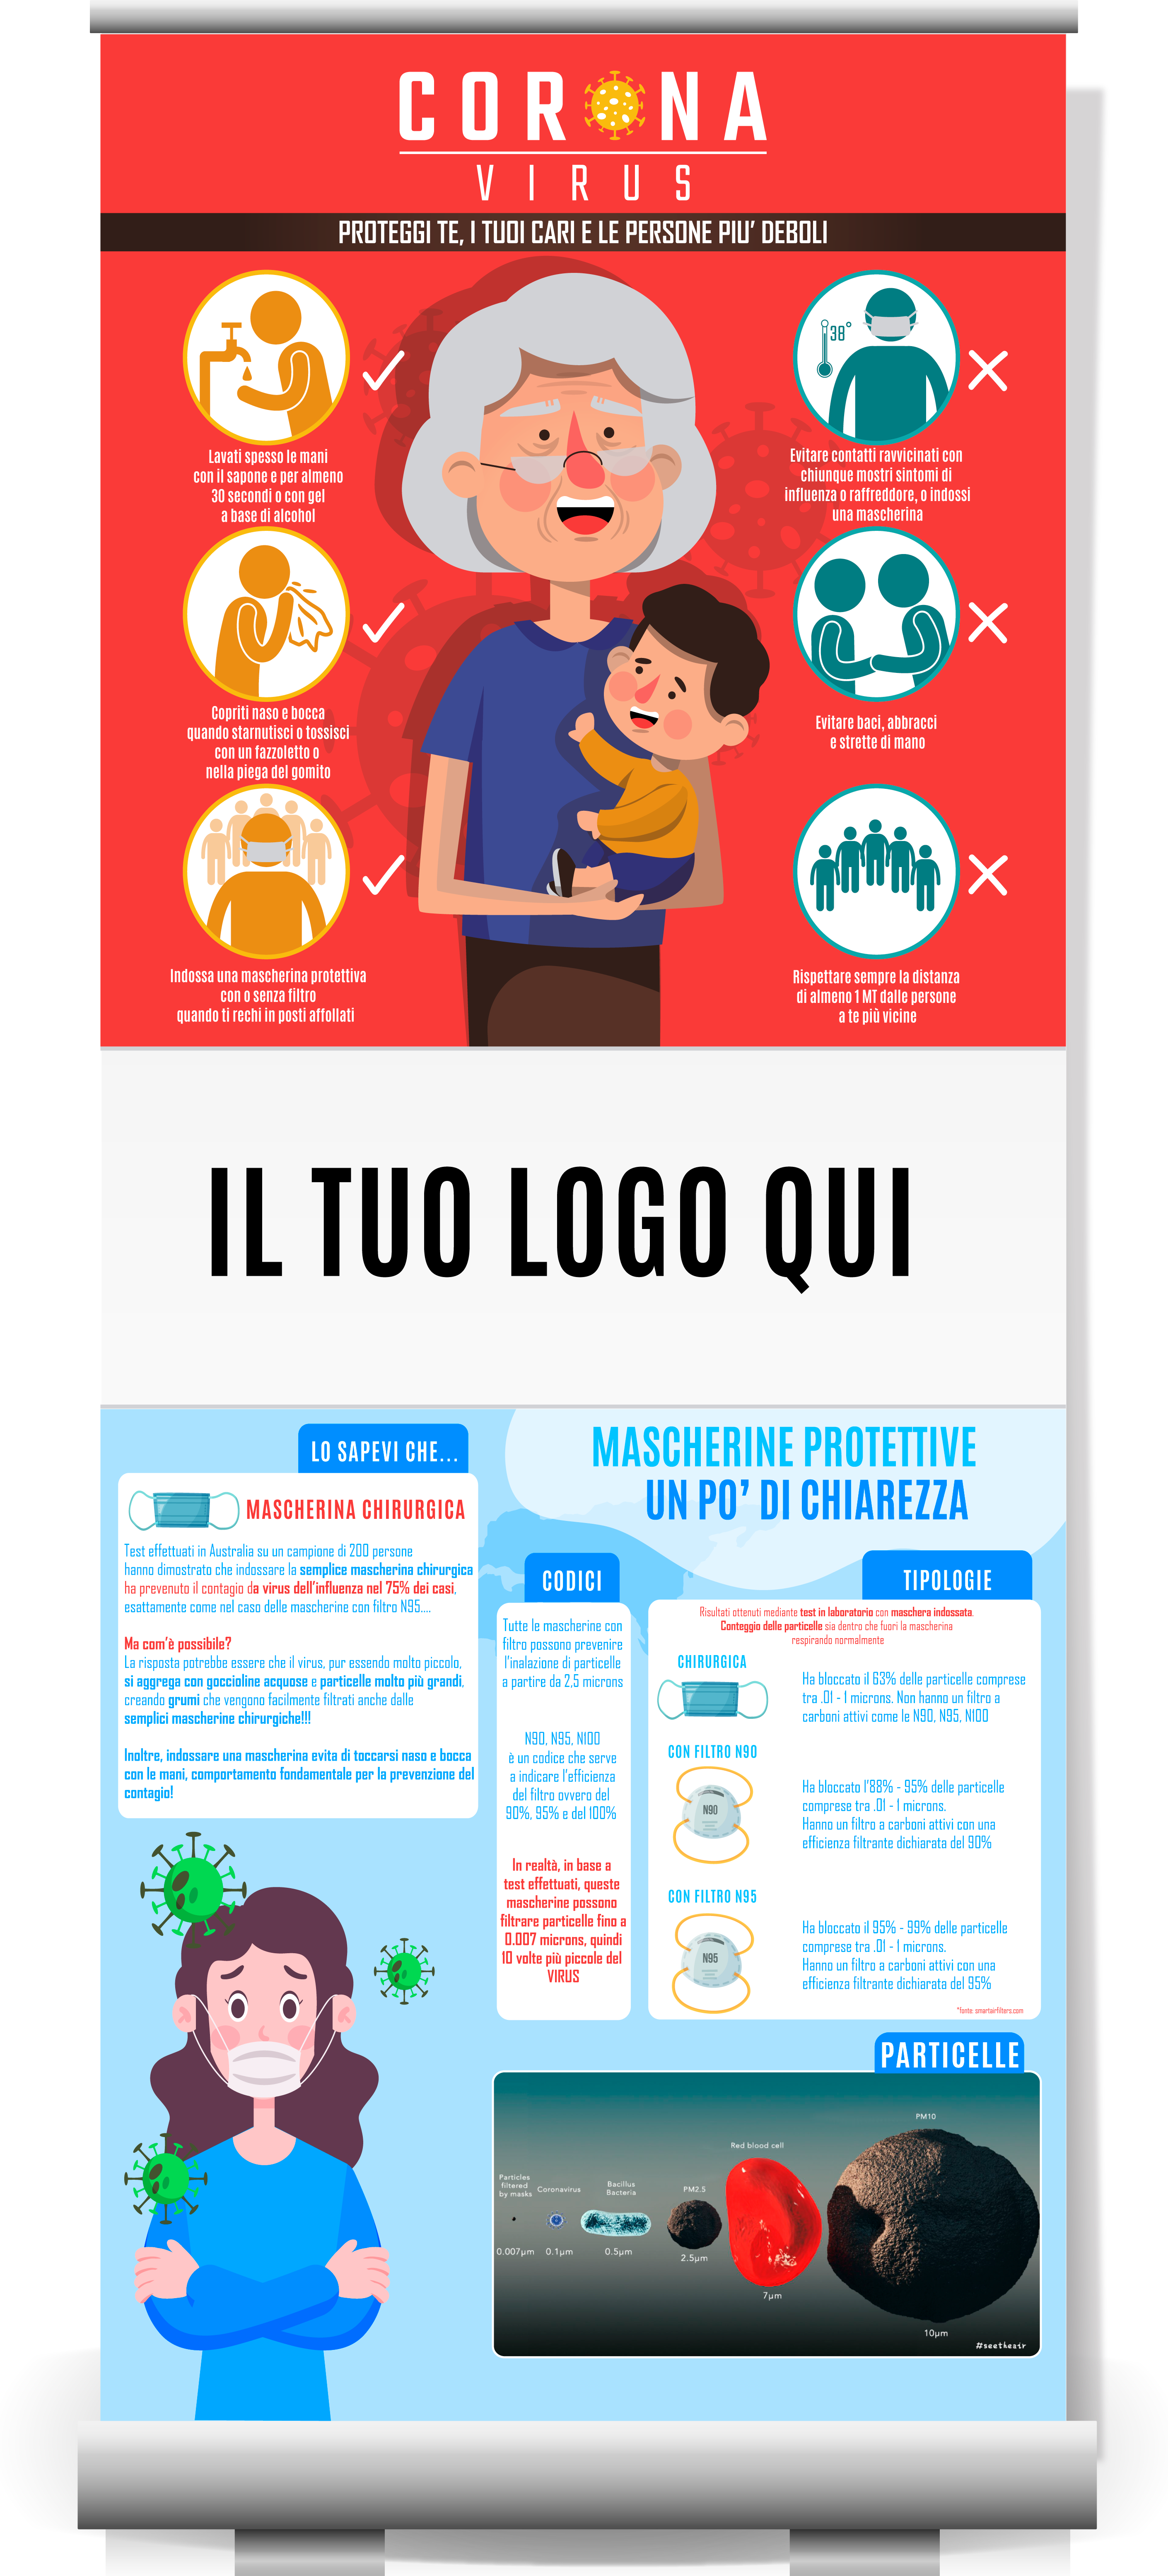 CORONA
VIRUS
PROTEGGI TE, I TUOI CARI E LE PERSONE PIU' DEBOLI
Lavati spesso le mani
con il sapone e per almeno
30 secondi o con gel
a base di alcohol
Copriti naso e bocca
quando starnutisci o tossisci
con un fazzoletto o
nella piega del gomito
Indossa una mascherina protettiva
con o senza filtro
quando ti rechi in posti affollati
38°
Evitare contatti ravvicinati con
chiunque mostri sintomi di
influenza o raffreddore, o indossi
una mascherina
Evitare baci, abbracci
e strette di mano
Rispettare sempre la distanza
di almeno 1 MT dalle persone
a te più vicine
IL TUO LOGO QUI
LO SAPEVI CHE...
MASCHERINA CHIRURGICA
Test effettuati in Australia su un campione di 200 persone
hanno dimostrato che indossare la semplice mascherina chirurgica
ha prevenuto il contagio da virus dell'influenza nel 75% dei casi,
esattamente come nel caso delle mascherine con filtro N95....
Ma com'è possibile?
La risposta potrebbe essere che il virus, pur essendo molto piccolo,
si aggrega con goccioline acquose e particelle molto più grandi,
creando grumi che vengono facilmente filtrati anche dalle
semplici mascherine chirurgiche!!!
Inoltre, indossare una mascherina evita di toccarsi naso e bocca
con le mani, comportamento fondamentale per la prevenzione del
contagio!
MASCHERINE PROTETTIVE
UN PO' DI CHIAREZZA
CODICI
Tutte le mascherine con
filtro possono prevenire
l'inalazione di particelle
a partire da 2,5 microns
N90, N95, N100
è un codice che serve
a indicare l'efficienza
del filtro ovvero del
90%, 95% e del 100%
In realtà, in base a
test effettuati, queste
mascherine possono
filtrare particelle fino a
0.007 microns, quindi
10 volte più piccole del
VIRUS
TIPOLOGIE
Risultati ottenuti mediante test in laboratorio con maschera indossata.
Conteggio delle particelle sia dentro che fuori la mascherina
respirando normalmente
CHIRURGICA
Ha bloccato il 63% delle particelle comprese
tra .01 - 1 microns. Non hanno un filtro a
carboni attivi come le N90, N95, N100
CON FILTRO N90
N90
Ha bloccato l'88% - 95% delle particelle
comprese tra .01 - 1 microns.
Hanno un filtro a carboni attivi con una
efficienza filtrante dichiarata del 90%
CON FILTRO N95
N95
Ha bloccato il 95% - 99% delle particelle
comprese tra .01 - 1 microns.
Hanno un filtro a carboni attivi con una
efficienza filtrante dichiarata del 95%
*fonte: smartairfilters.com
PARTICELLE
Particles
filtered
by masks
0.007µm
Coronavirus
0.1µm
Bacillus
Bacteria
0.5µm
PM2.5
2.5µm
Red blood cell
7µm
PM10
10µm
#seetheair